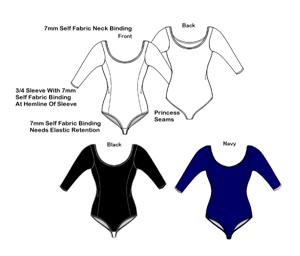 7mm Self Fabric Neck Binding
Back
Front
3/4 Sleeve With 7mm
Self Fabric Binding
At Hemline Of Sleeve
Princess
Seams
7mm Self Fabric Binding
Needs Elastic Retention
Black
Navy